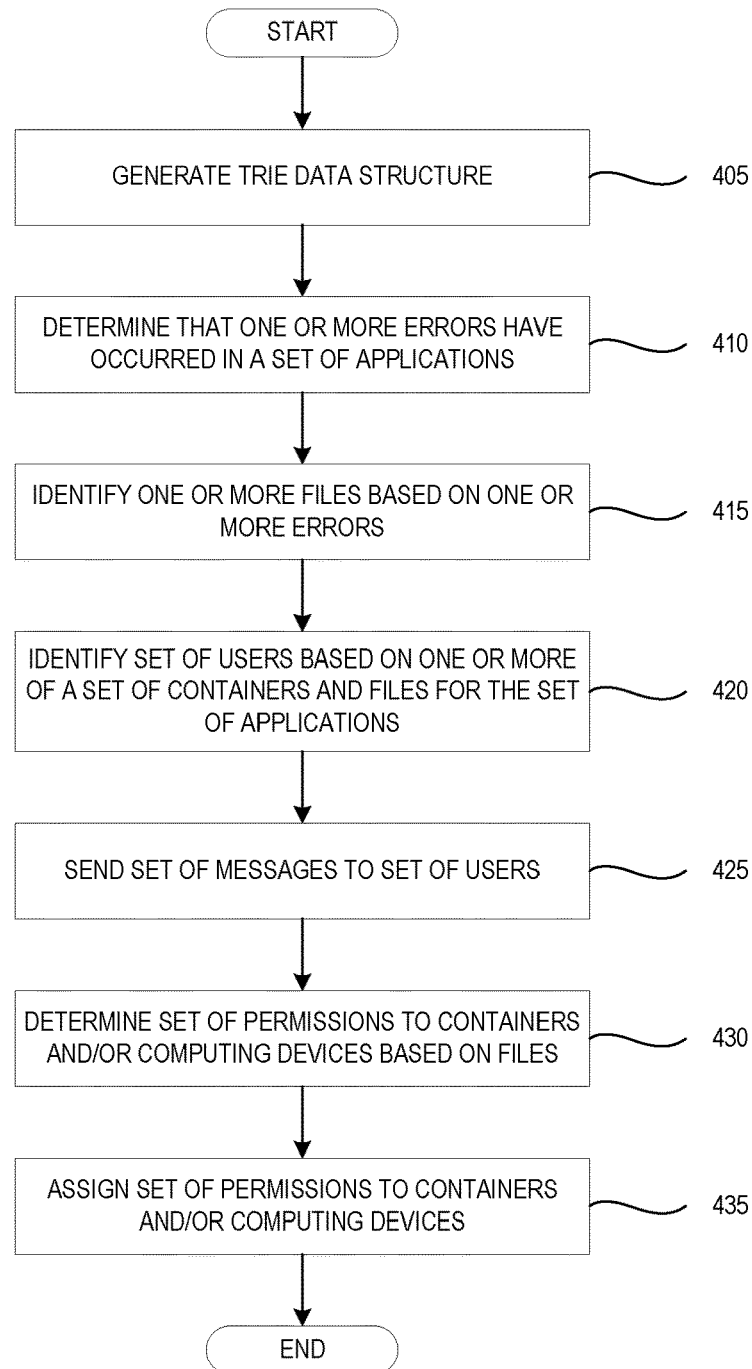 START
GENERATE TRIE DATA STRUCTURE
405
DETERMINE THAT ONE OR MORE ERRORS HAVE
OCCURRED IN A SET OF APPLICATIONS
410
IDENTIFY ONE OR MORE FILES BASED ON ONE OR
MORE ERRORS
415
IDENTIFY SET OF USERS BASED ON ONE OR MORE
OF A SET OF CONTAINERS AND FILES FOR THE SET
OF APPLICATIONS
420
SEND SET OF MESSAGES TO SET OF USERS
425
DETERMINE SET OF PERMISSIONS TO CONTAINERS
AND/OR COMPUTING DEVICES BASED ON FILES
430
ASSIGN SET OF PERMISSIONS TO CONTAINERS
AND/OR COMPUTING DEVICES
435
END